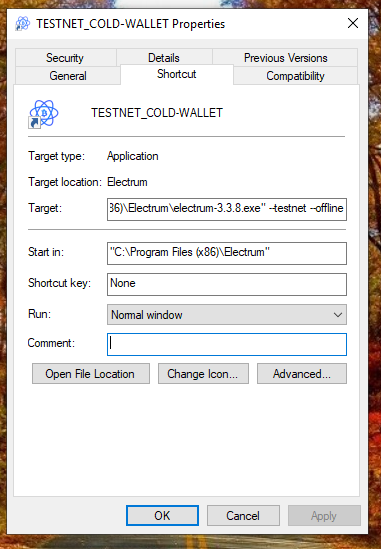 TESTNET_COLD-WALLET Properties
Security Details Previous Versions
General Shortcut Compatibility
TESTNET_COLD-WALLET
Target type: Application
Target location: Electrum
Target: 86)\Electrum\electrum-3.3.8.exe" --testnet --offline
Start in: "C:\Program Files (x86)\Electrum"
Shortcut key: None
Run: Normal window
Comment:
Open File Location Change Icon... Advanced...
OK Cancel Apply